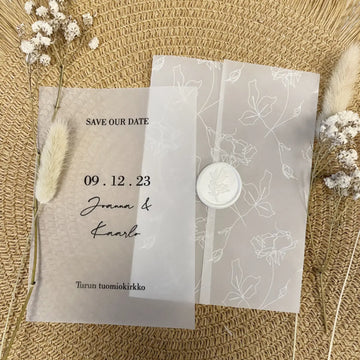 SAVE OUR DATE
09 . 12 . 23
Joanna &
Kaarlo
Turun tuomiokirkko